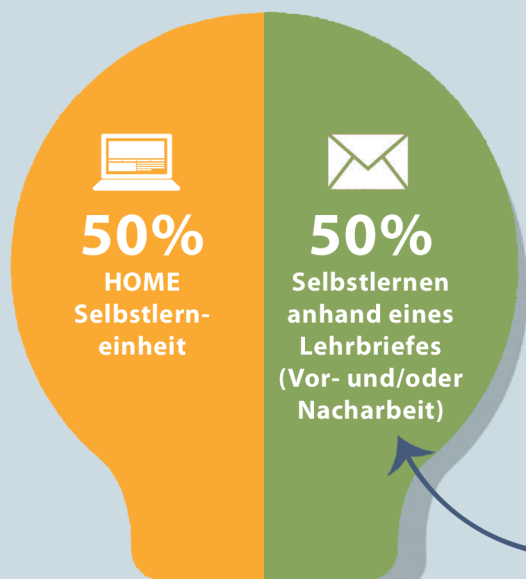 50%
HOME
Selbstlern-
einheit
50%
Selbstlernen
anhand eines
Lehrbriefes
(Vor- und/oder
Nacharbeit)